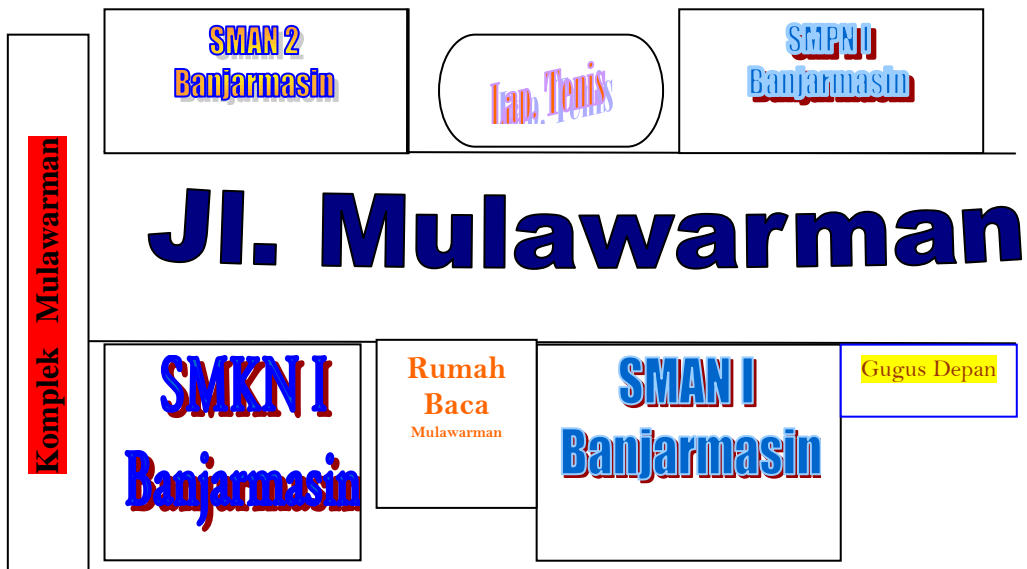 SMAN 2
Banjarmasin
Lap. Tenis
SMPN I
Banjarmasin
Komplek Mulawarman
Jl. Mulawarman
SMKN I
Banjarmasin
Rumah
Baca
Mulawarman
SMAN I
Banjarmasin
Gugus Depan